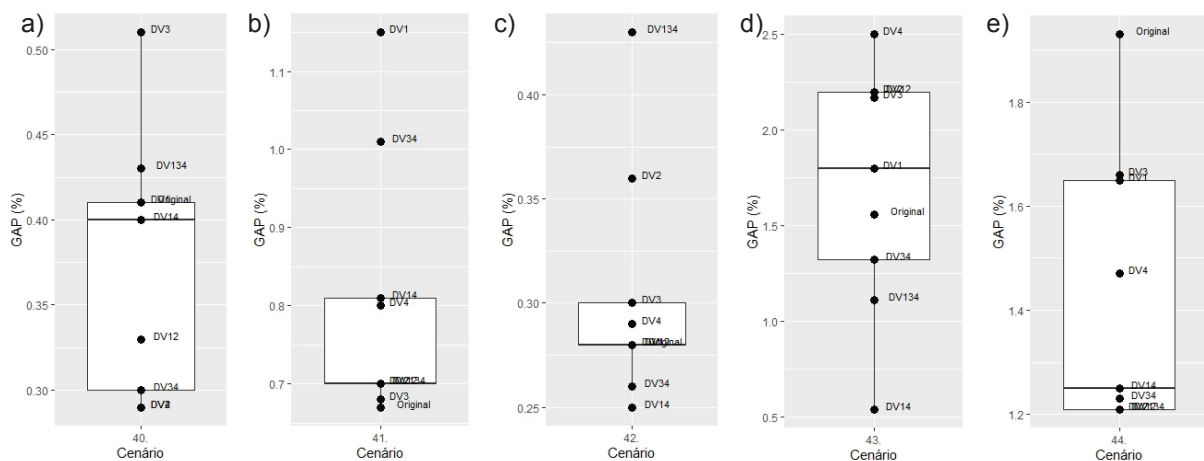 a)
DV3
0.50
0.45
DV134
Original
0.40
DV14
0.35
DV12
DV34
0.30
GAP (%)
40.
Cenário
b)
DV1
1.1
DV34
1.0
0.9
DV14
0.8
DV4
0.7
DV3
Original
GAP (%)
41.
Cenário
c)
DV134
0.40
DV2
0.35
DV3
0.30
DV4
Original
DV34
0.25
DV14
GAP (%)
42.
Cenário
d)
2.5
DV4
DV3
2.0
DV1
Original
1.5
DV34
DV134
1.0
0.5
DV14
GAP (%)
43.
Cenário
e)
Original
1.8
DV3
DV1
1.6
DV4
1.4
DV14
DV34
1.2
GAP (%)
44.
Cenário